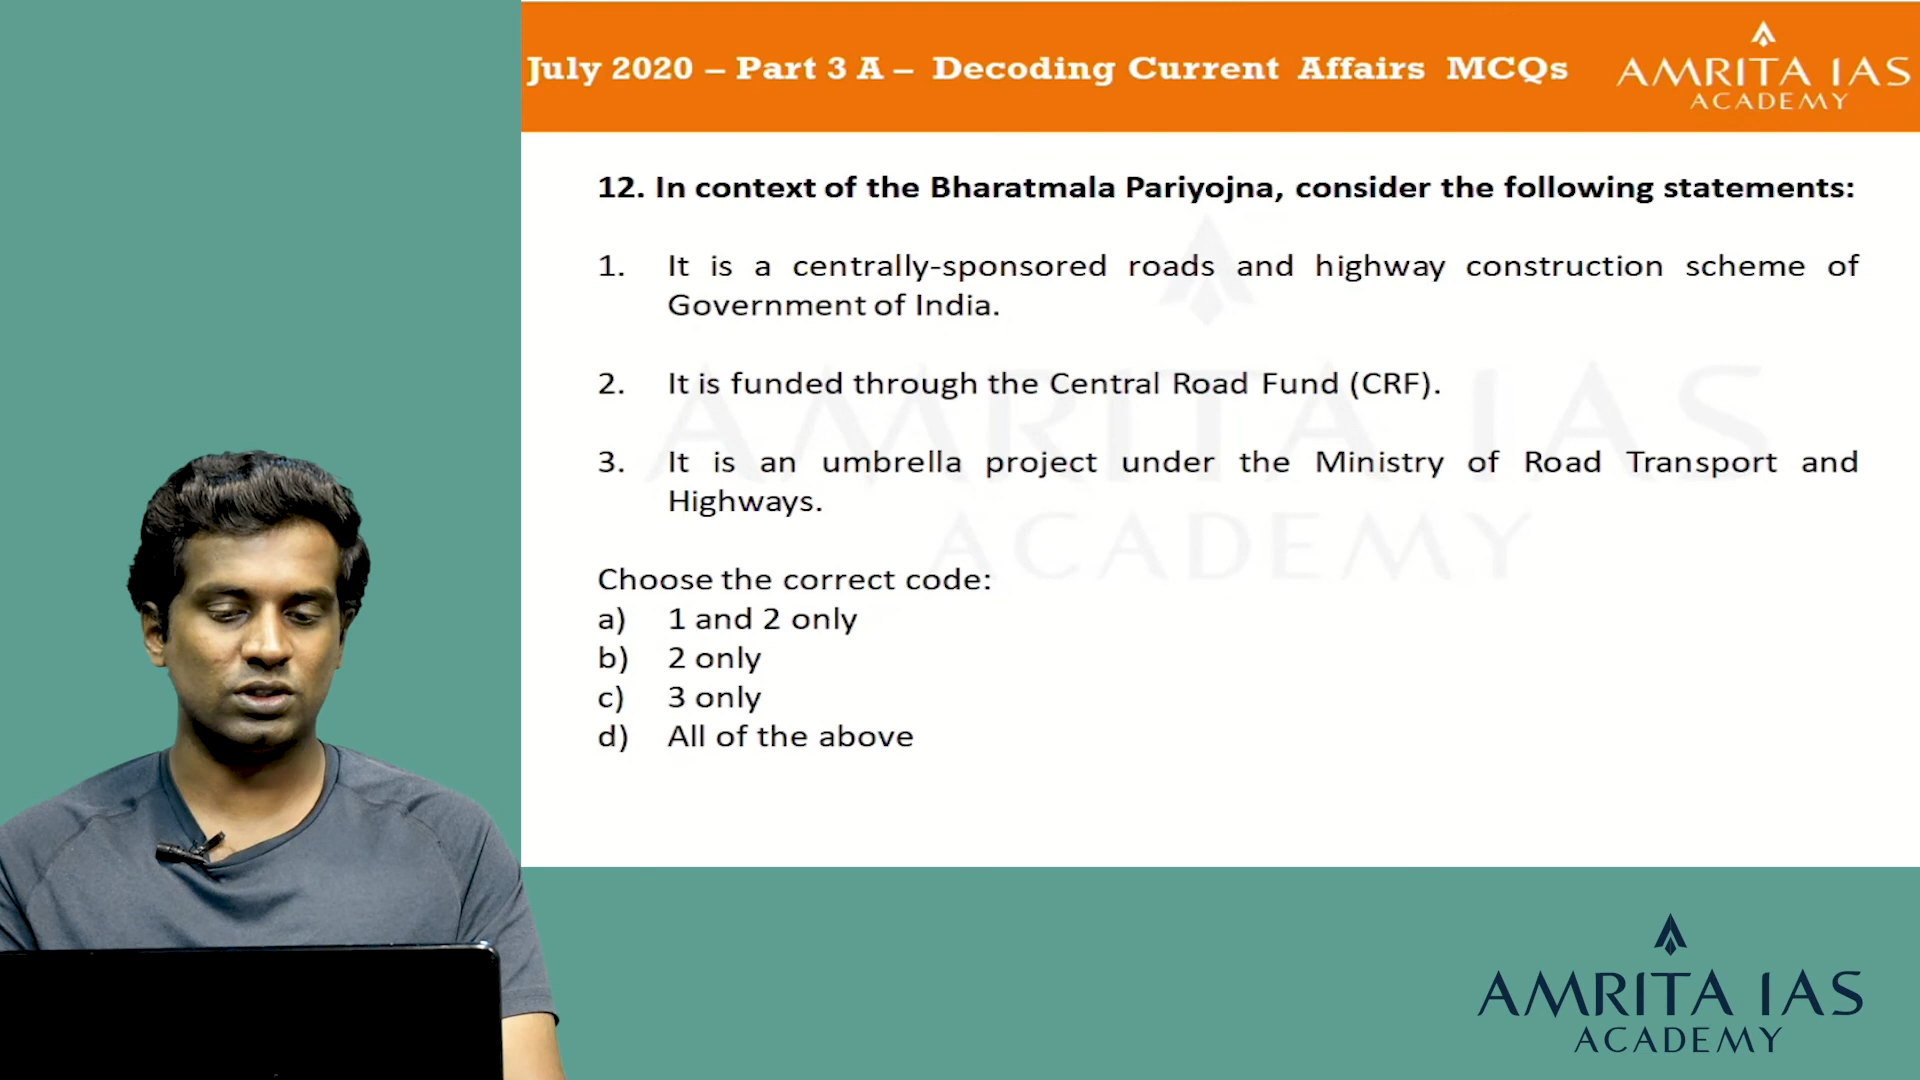 July 2020 – Part 3 A – Decoding Current Affairs MCQs
AMRITA IAS
ACADEMY
12. In context of the Bharatmala Pariyojna, consider the following statements:
1. It is a centrally-sponsored roads and highway construction scheme of
Government of India.
2. It is funded through the Central Road Fund (CRF).
3. It is an umbrella project under the Ministry of Road Transport and
Highways.
AMRITA IAS
ACADEMY
Choose the correct code:
a) 1 and 2 only
b) 2 only
c) 3 only
d) All of the above
AMRITA IAS
ACADEMY